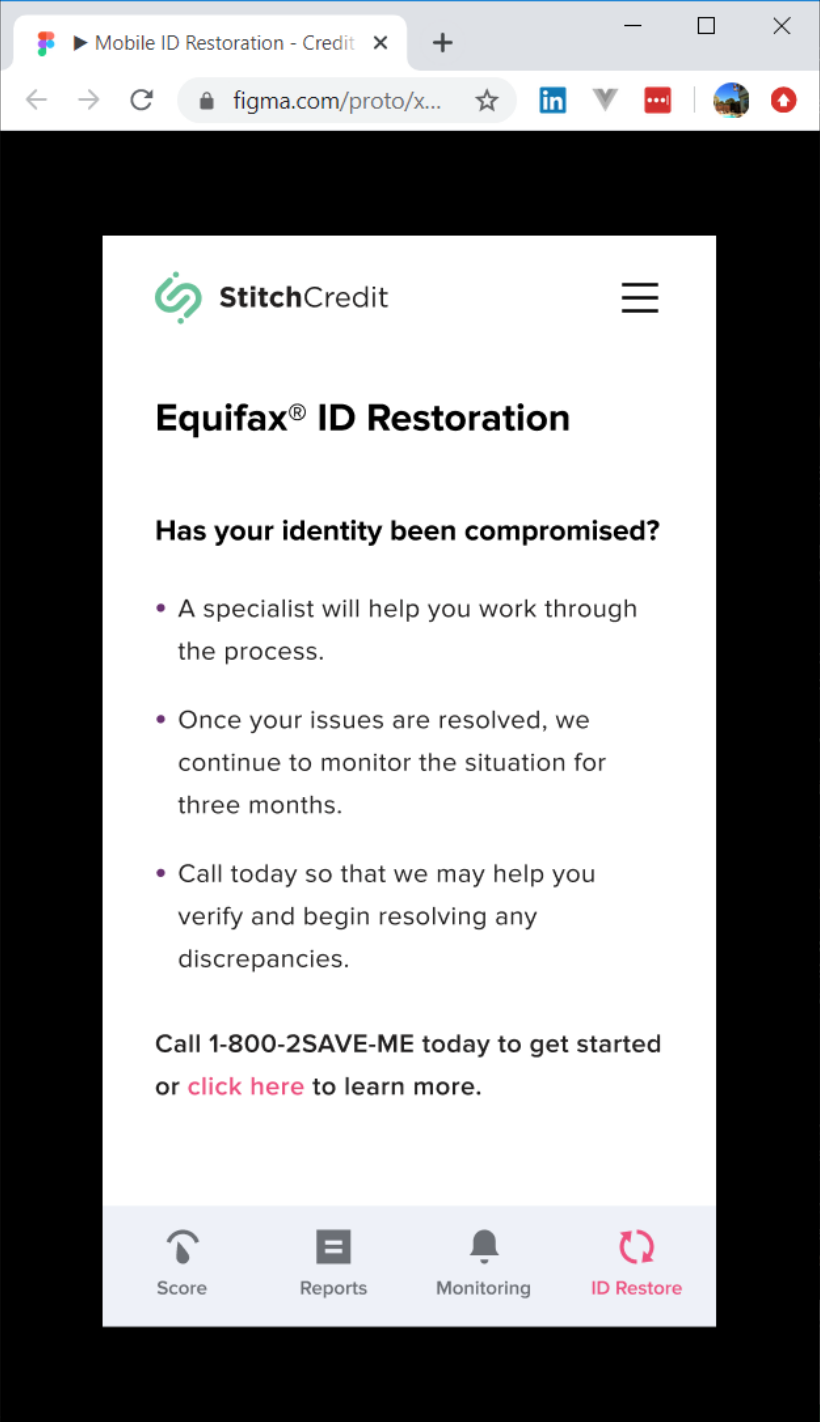 Mobile ID Restoration - Credit
figma.com/proto/x...
in
StitchCredit
Equifax® ID Restoration
Has your identity been compromised?
• A specialist will help you work through
the process.
• Once your issues are resolved, we
continue to monitor the situation for
three months.
• Call today so that we may help you
verify and begin resolving any
discrepancies.
Call 1-800-2SAVE-ME today to get started
or click here to learn more.
Score Reports Monitoring ID Restore